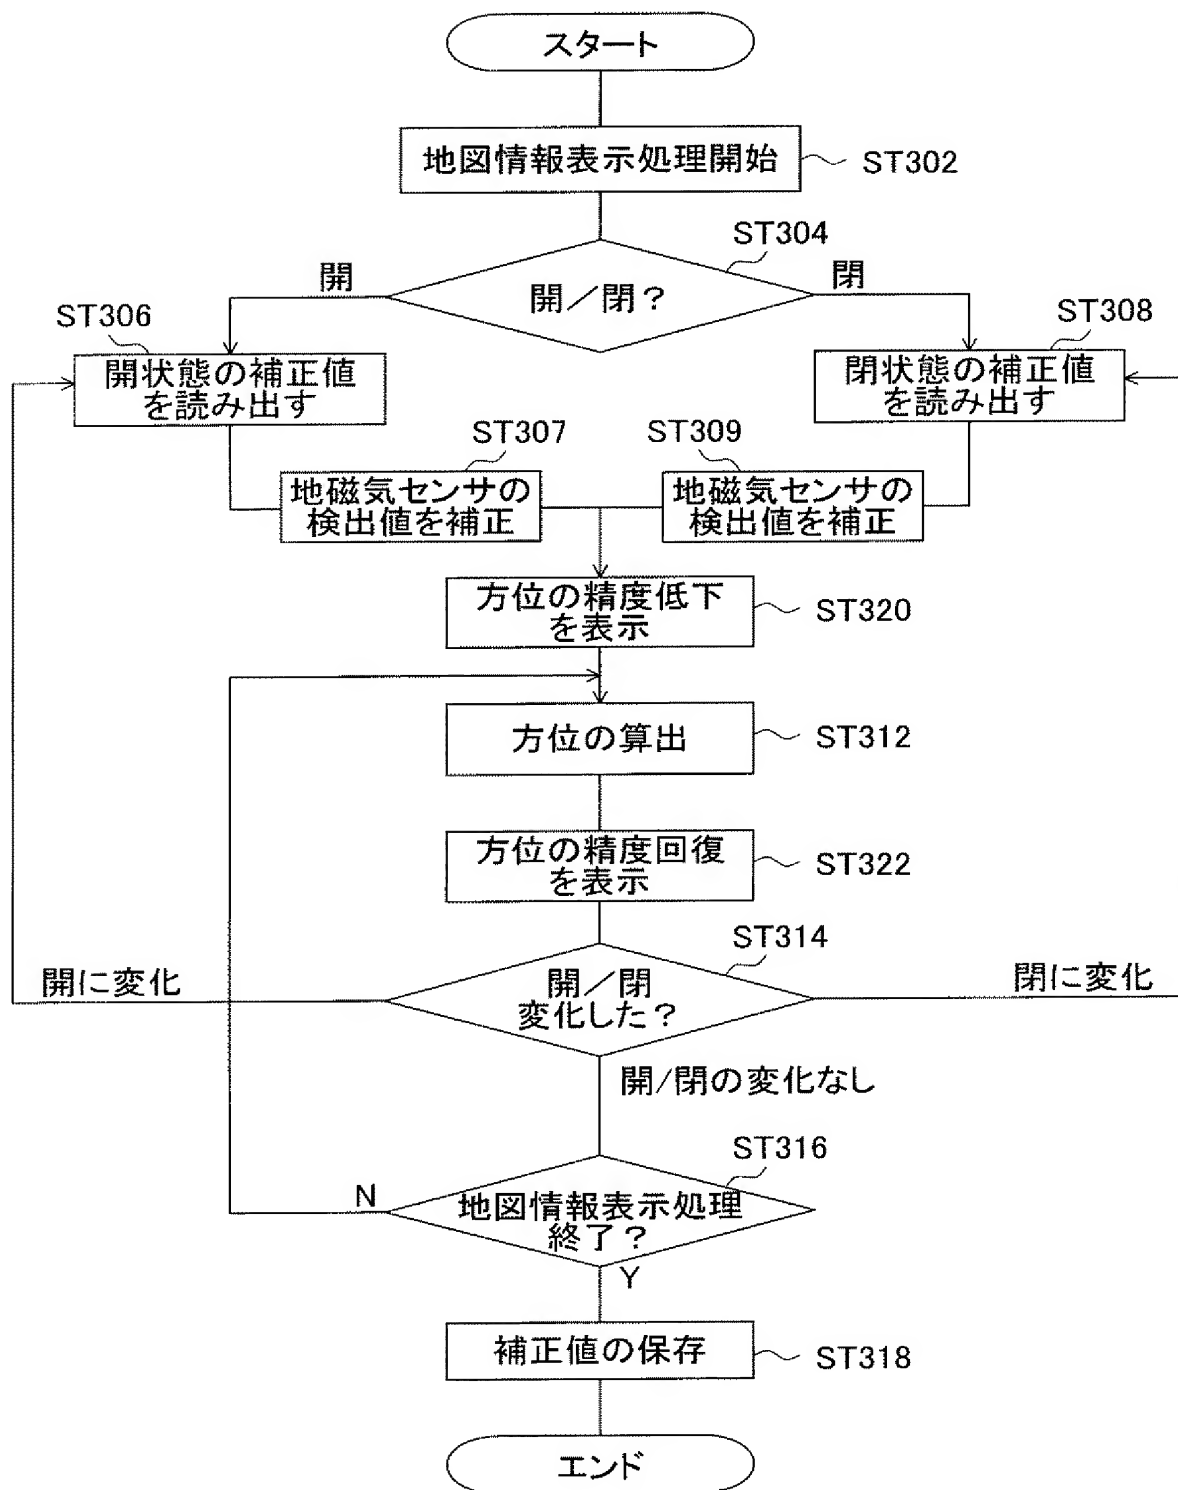 スタート
地図情報表示処理開始
ST302
ST304
開
開／閉？
閉
ST306
ST308
開状態の補正値
を読み出す
閉状態の補正値
を読み出す
ST307
ST309
地磁気センサの
検出値を補正
地磁気センサの
検出値を補正
方位の精度低下
を表示
ST320
方位の算出
ST312
方位の精度回復
を表示
ST322
ST314
開に変化
開／閉
変化した？
閉に変化
開/閉の変化なし
ST316
N
地図情報表示処理
終了？
Y
補正値の保存
ST318
エンド